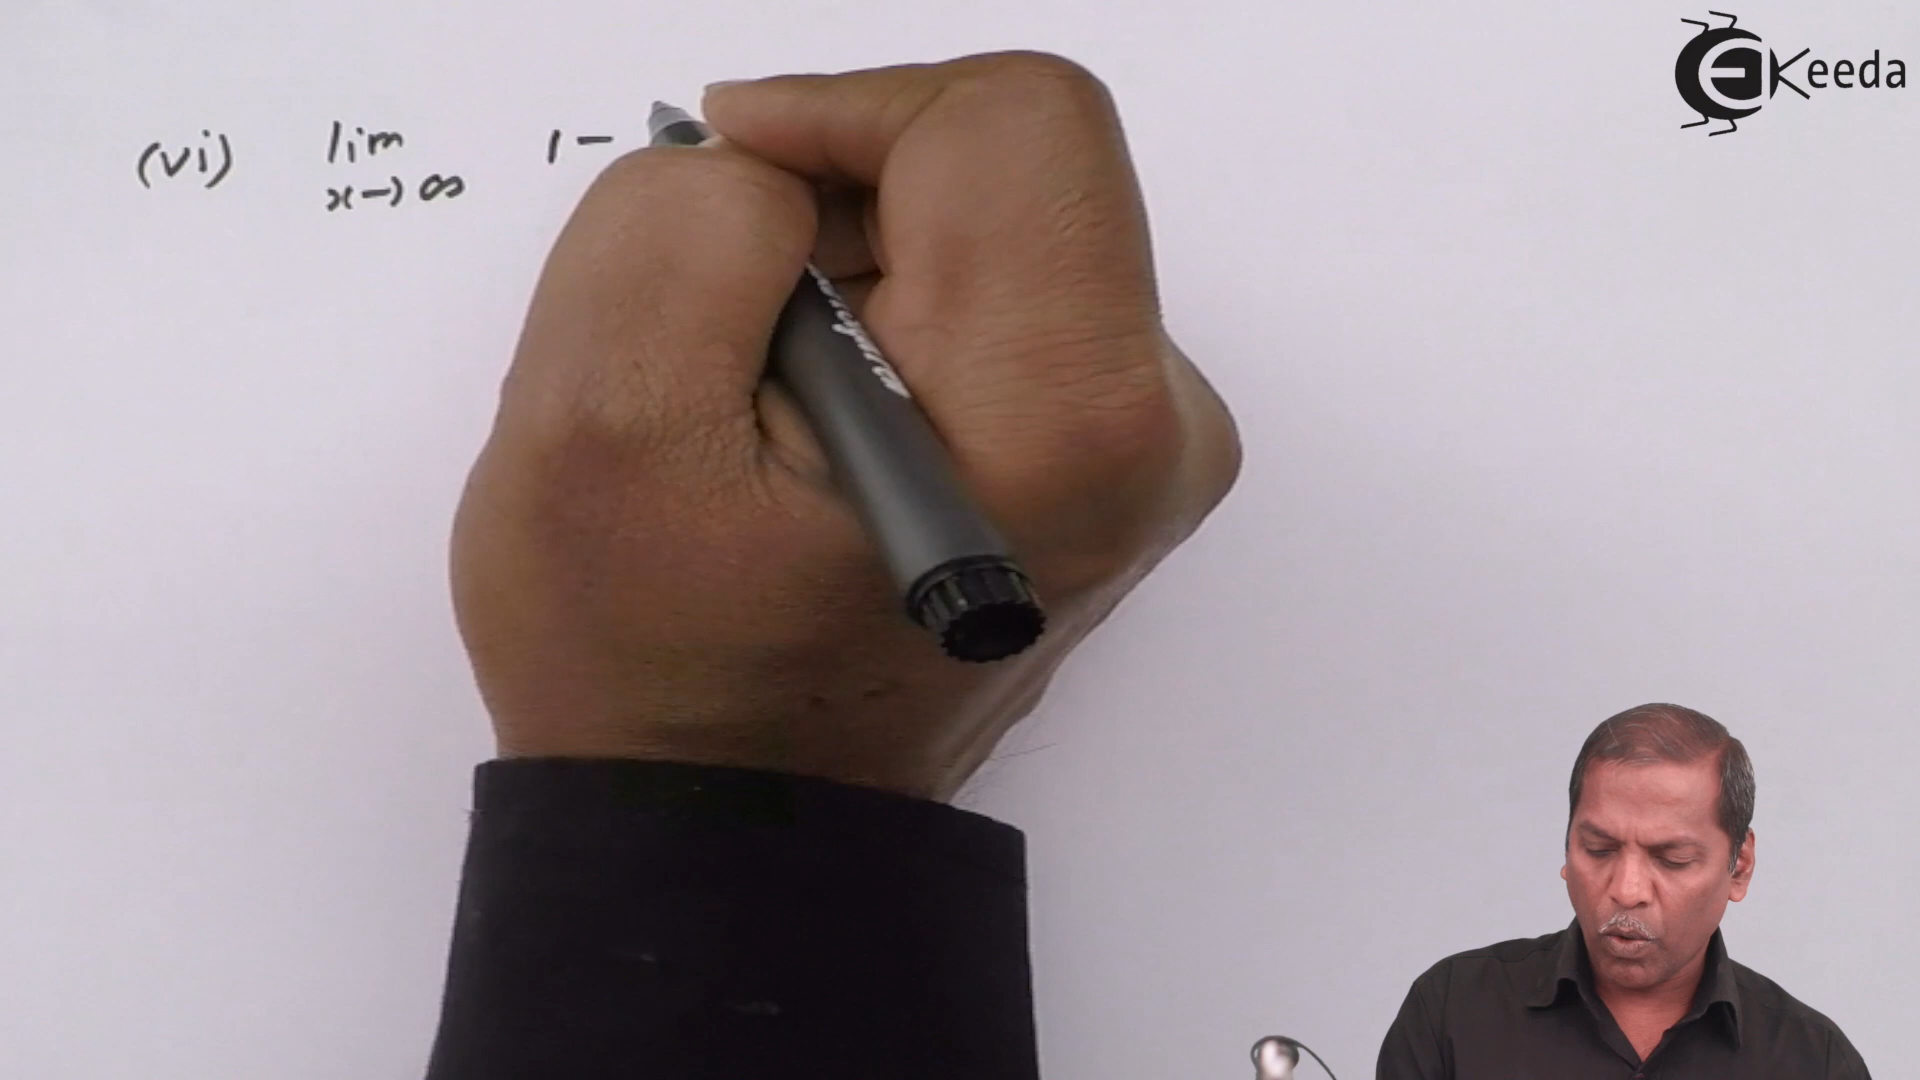 (vi) lim 1 -
x → ∞
Keeda